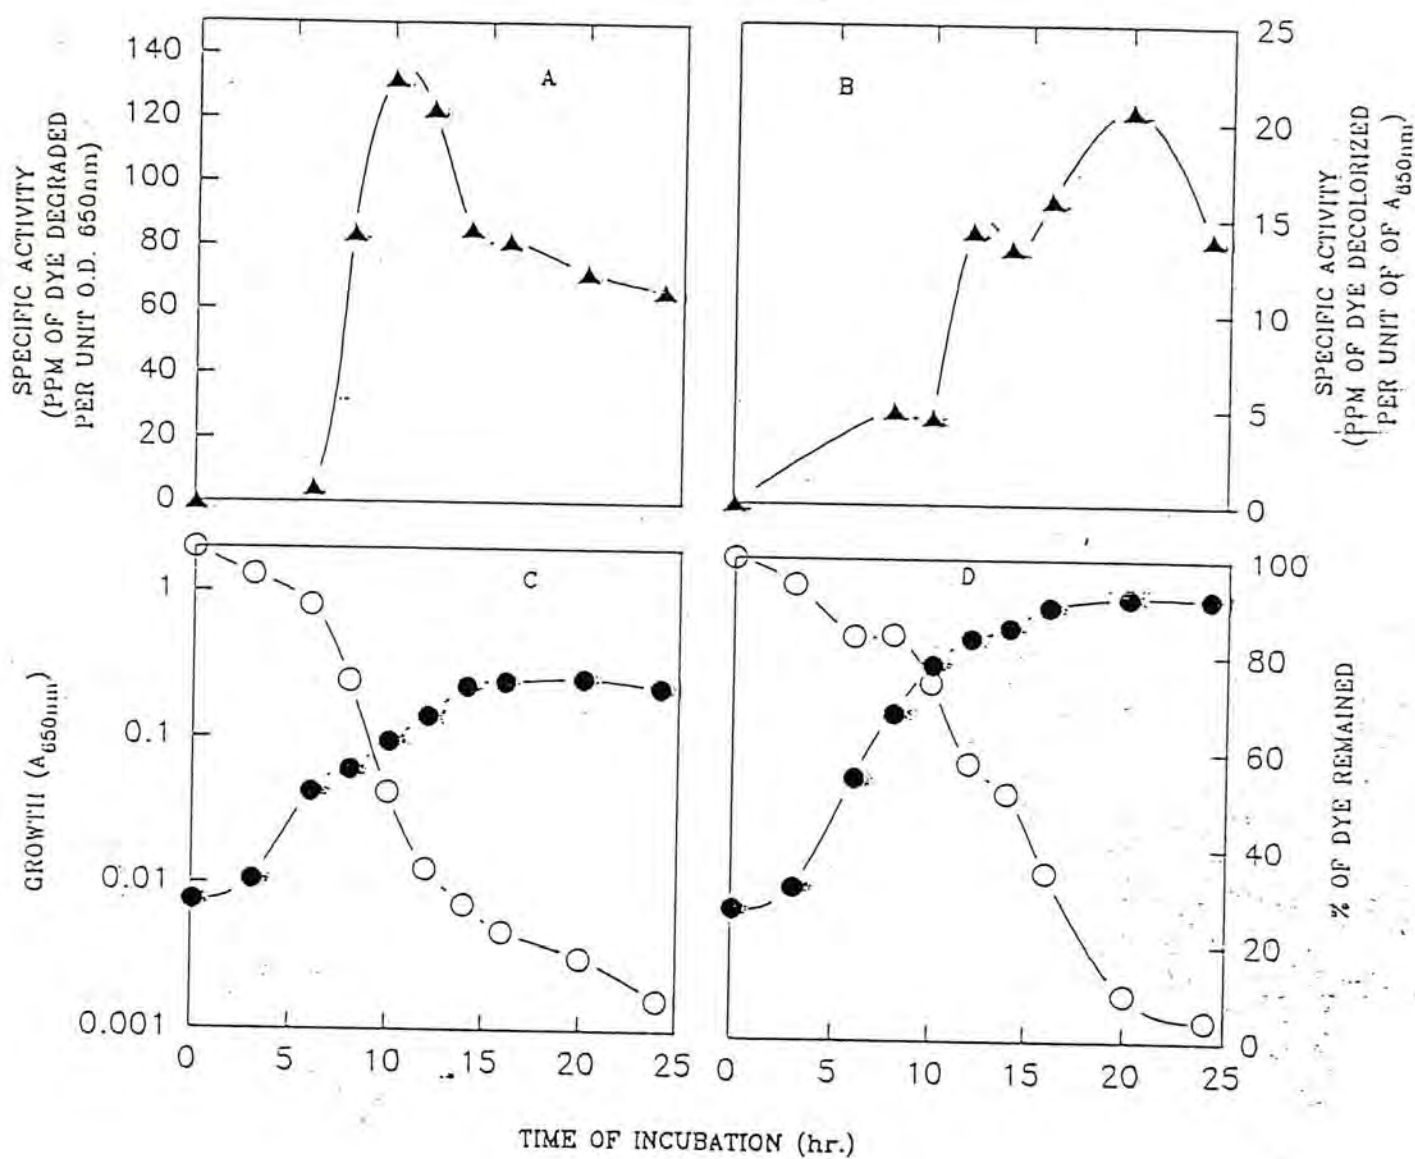 A
B
140
120
100
80
60
40
20
0
SPECIFIC ACTIVITY
(PPM OF DYE DEGRADED
PER UNIT O.D. 650nm)
25
20
15
10
5
0
SPECIFIC ACTIVITY
(PPM OF DYE DECOLORIZED
PER UNIT OF OF A650nm)
C
D
1
0.1
0.01
0.001
GROWTH (A650nm)
100
80
60
40
20
0
% OF DYE REMAINED
0 5 10 15 20 25
0 5 10 15 20 25
TIME OF INCUBATION (hr.)